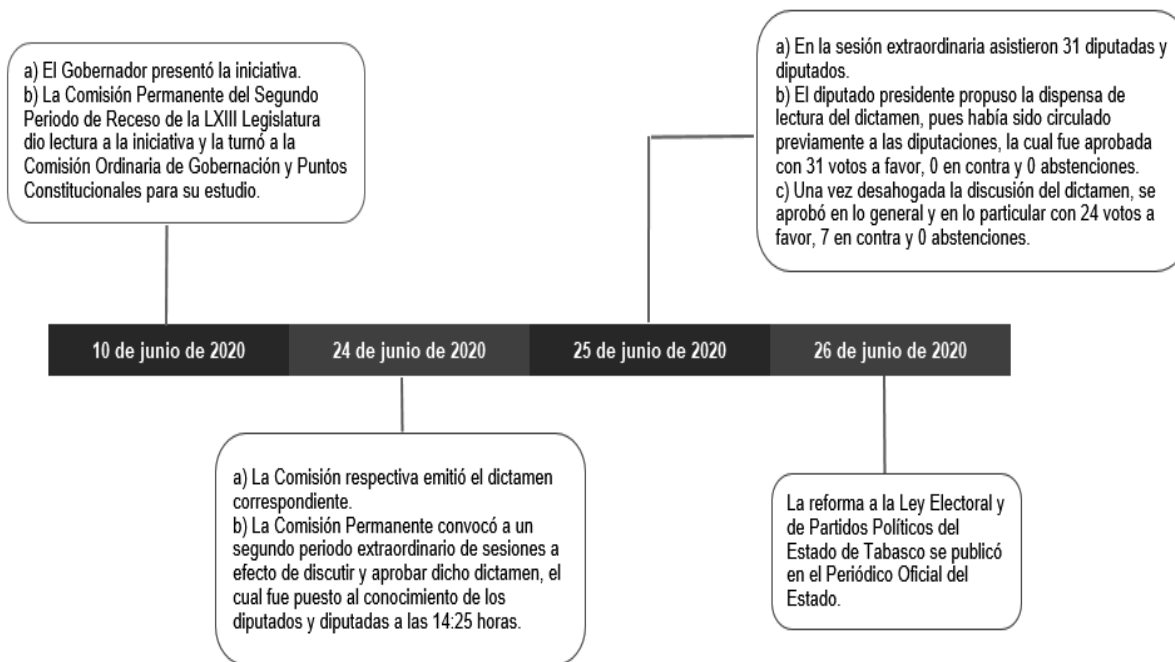 a) El Gobernador presentó la iniciativa.
b) La Comisión Permanente del Segundo
Periodo de Receso de la LXIII Legislatura
dio lectura a la iniciativa y la turnó a la
Comisión Ordinaria de Gobernación y Puntos
Constitucionales para su estudio.
a) En la sesión extraordinaria asistieron 31 diputadas y
diputados.
b) El diputado presidente propuso la dispensa de
lectura del dictamen, pues había sido circulado
previamente a las diputaciones, la cual fue aprobada
con 31 votos a favor, 0 en contra y 0 abstenciones.
c) Una vez desahogada la discusión del dictamen, se
aprobó en lo general y en lo particular con 24 votos a
favor, 7 en contra y 0 abstenciones.
10 de junio de 2020
24 de junio de 2020
25 de junio de 2020
26 de junio de 2020
a) La Comisión respectiva emitió el dictamen
correspondiente.
b) La Comisión Permanente convocó a un
segundo periodo extraordinario de sesiones a
efecto de discutir y aprobar dicho dictamen, el
cual fue puesto al conocimiento de los
diputados y diputadas a las 14:25 horas.
La reforma a la Ley Electoral y
de Partidos Políticos del
Estado de Tabasco se publicó
en el Periódico Oficial del
Estado.